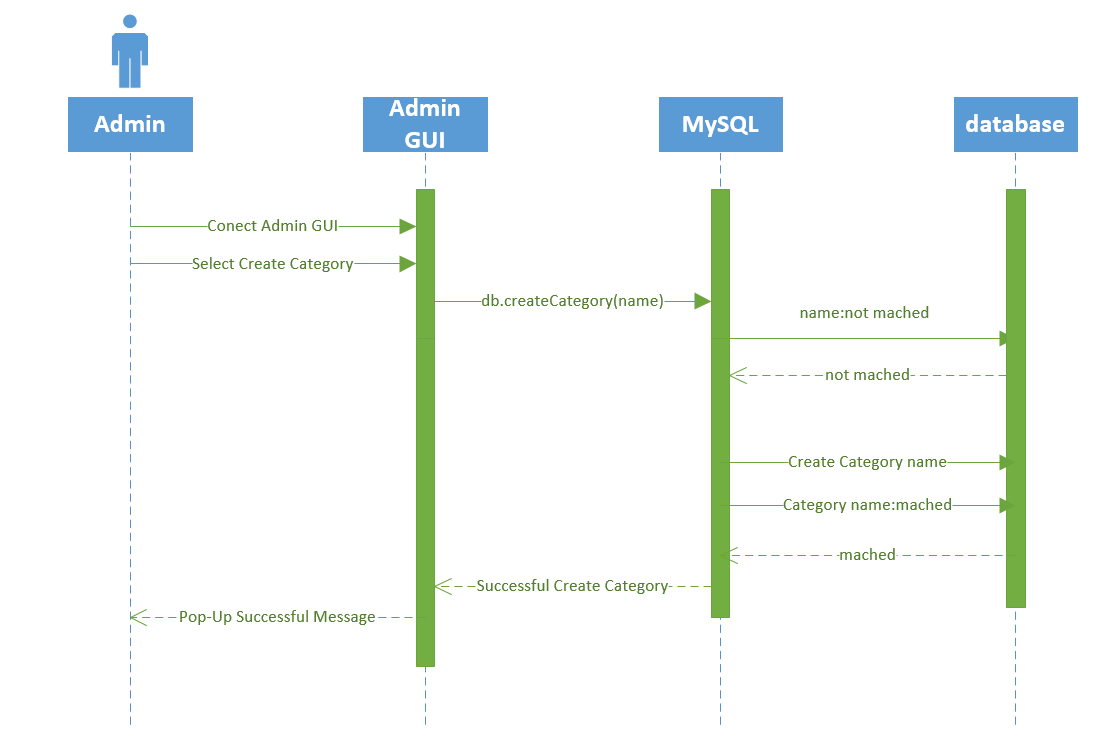 Admin
Admin
GUI
MySQL
database
Conect Admin GUI
Select Create Category
db.createCategory(name)
name:not mached
not mached
Create Category name
Category name:mached
mached
Successful Create Category
Pop-Up Successful Message